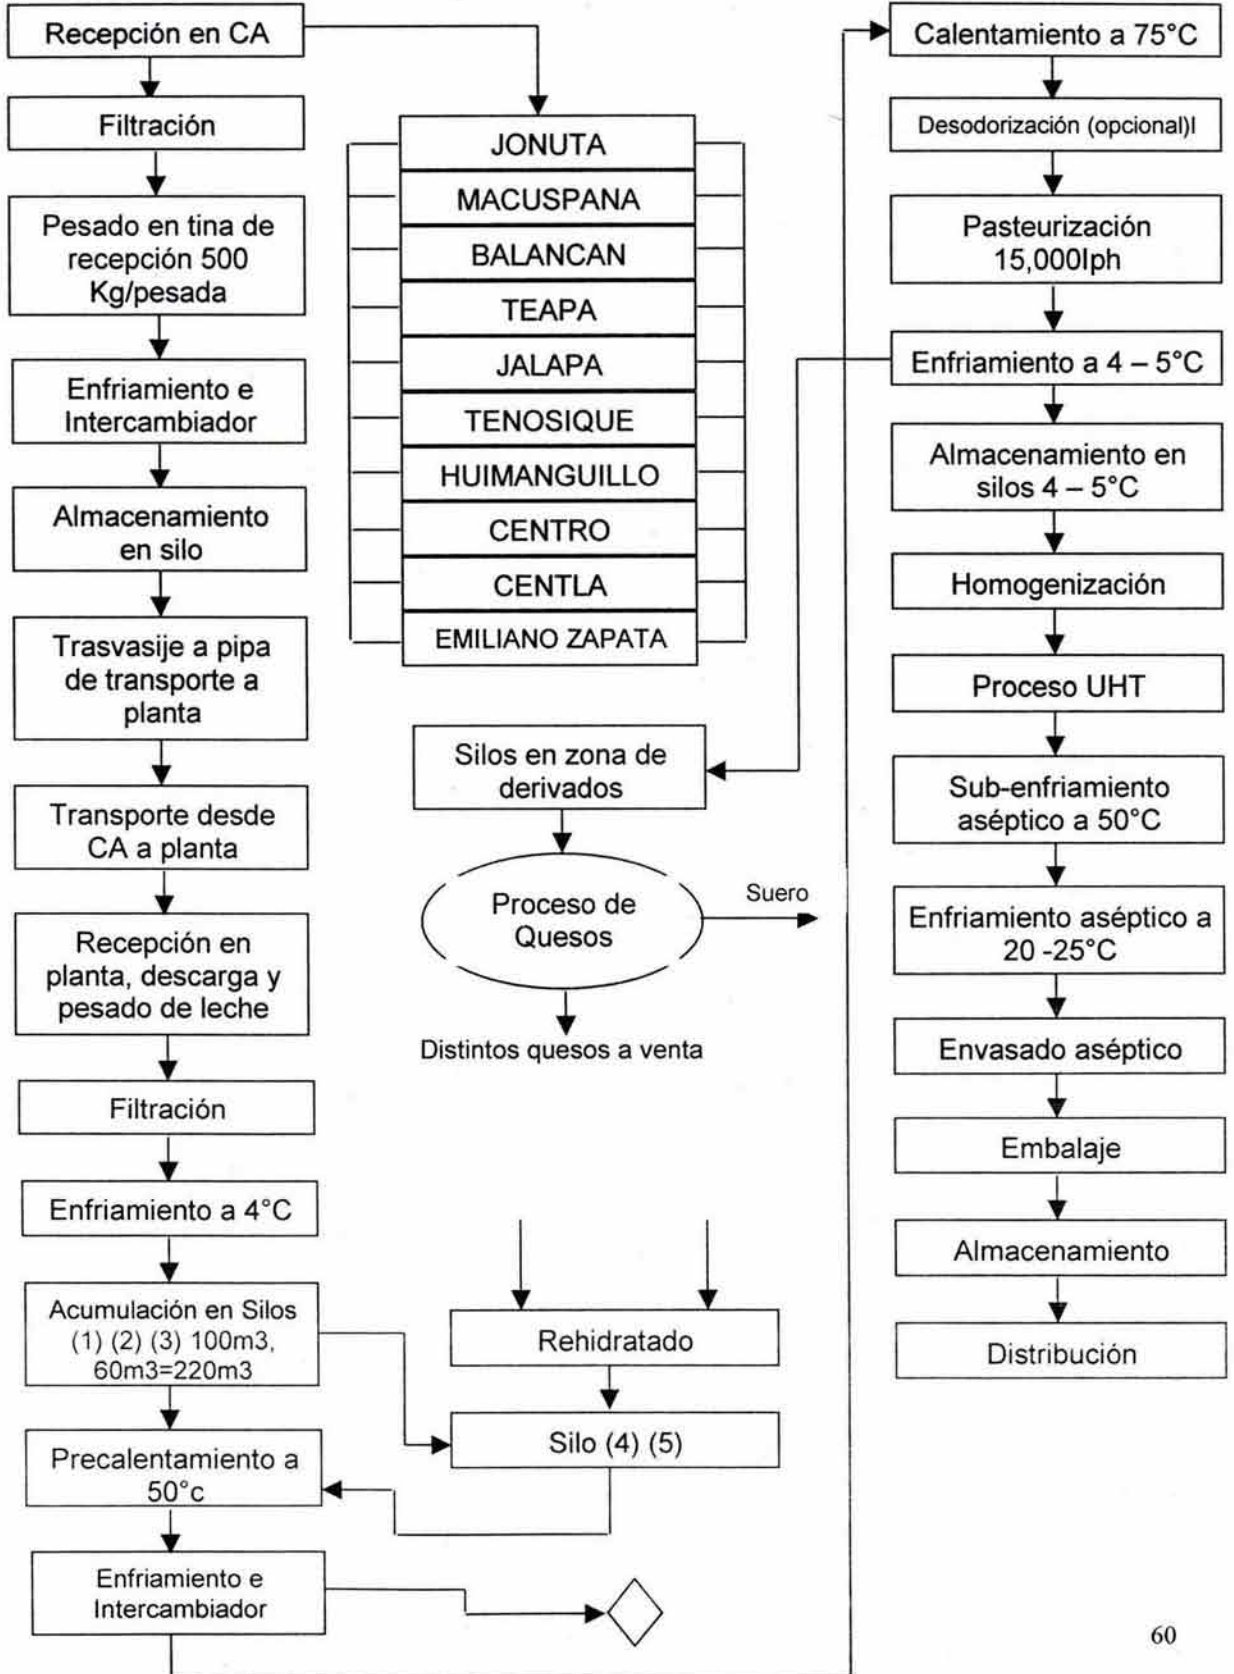 Recepción en CA
Filtración
Pesado en tina de
recepción 500
Kg/pesada
Enfriamiento e
Intercambiador
Almacenamiento
en silo
Trasvasije a pipa
de transporte a
planta
Transporte desde
CA a planta
Recepción en
planta, descarga y
pesado de leche
Filtración
Enfriamiento a 4°C
Acumulación en Silos
(1) (2) (3) 100m3,
60m3=220m3
Precalentamiento a
50°c
Enfriamiento e
Intercambiador
JONUTA
MACUSPANA
BALANCAN
TEAPA
JALAPA
TENOSIQUE
HUIMANGUILLO
CENTRO
CENTLA
EMILIANO ZAPATA
Silos en zona de
derivados
Proceso de
Quesos
Suero
Distintos quesos a venta
Rehidratado
Silo (4) (5)
Calentamiento a 75°C
Desodorización (opcional)l
Pasteurización
15,000lph
Enfriamiento a 4 – 5°C
Almacenamiento en
silos 4 – 5°C
Homogenización
Proceso UHT
Sub-enfriamiento
aséptico a 50°C
Enfriamiento aséptico a
20 -25°C
Envasado aséptico
Embalaje
Almacenamiento
Distribución
60